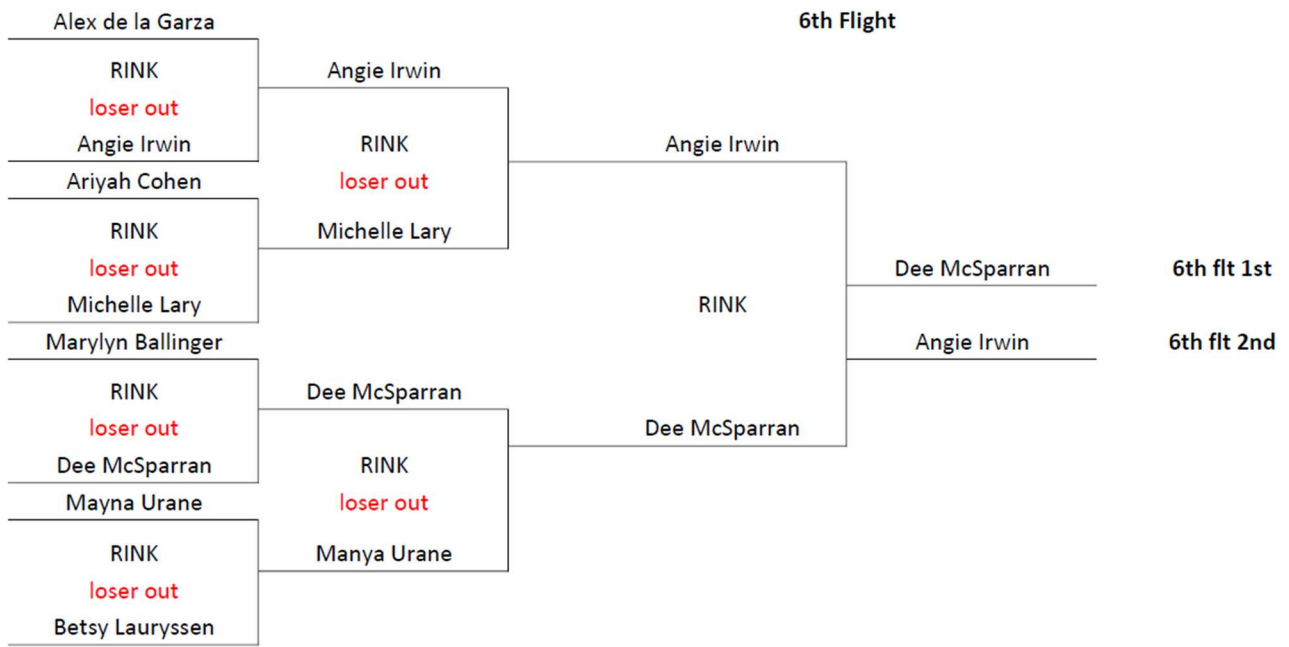 Alex de la Garza
6th Flight
RINK
Angie Irwin
loser out
Angie Irwin
RINK
Angie Irwin
Ariyah Cohen
loser out
RINK
Michelle Lary
loser out
Dee McSparran
6th flt 1st
Michelle Lary
RINK
Marylyn Ballinger
Angie Irwin
6th flt 2nd
RINK
Dee McSparran
loser out
Dee McSparran
Dee McSparran
RINK
Mayna Urane
loser out
RINK
Manya Urane
loser out
Betsy Lauryssen